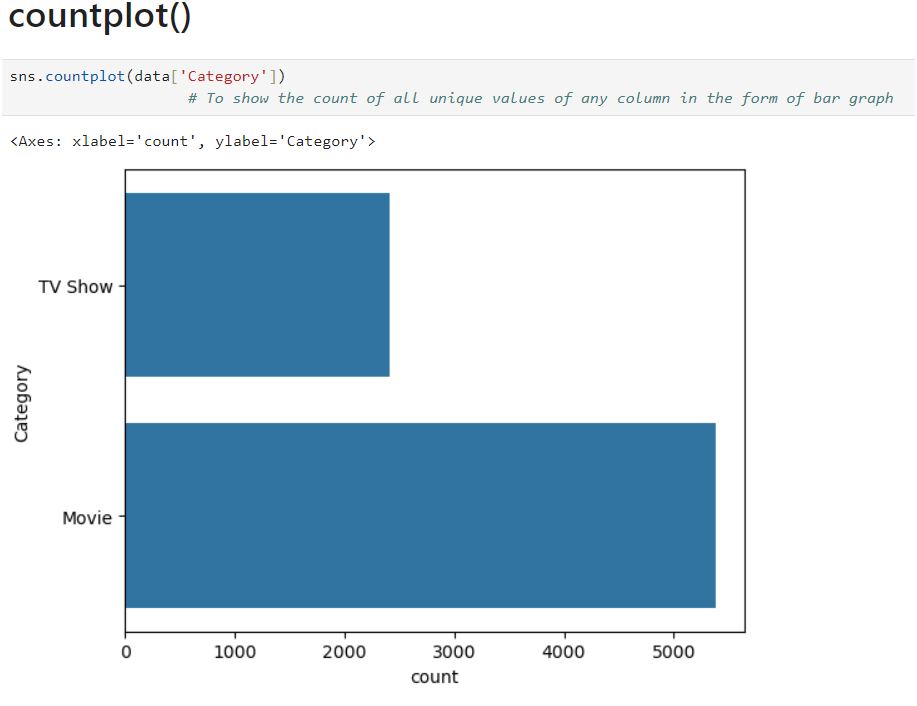 countplot()
sns.countplot(data['Category'])
# To show the count of all unique values of any column in the form of bar graph
<Axes: xlabel='count', ylabel='Category'>
TV Show
Category
Movie
0 1000 2000 3000 4000 5000
count